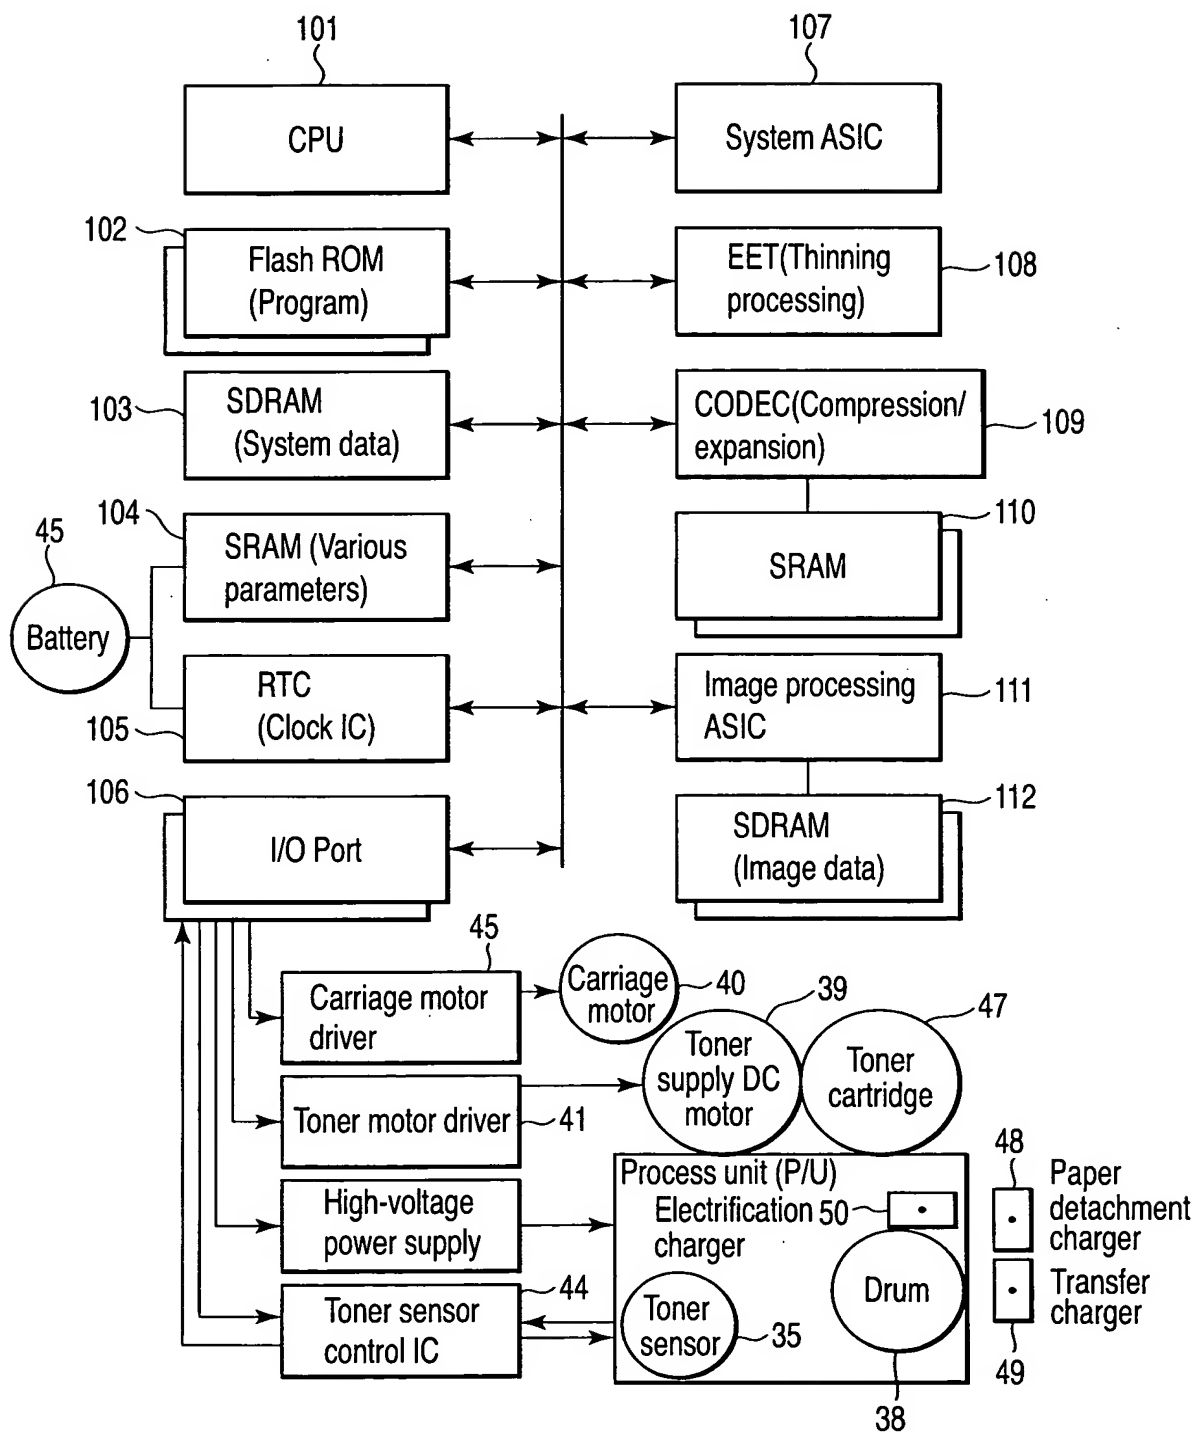 101
107
CPU
System ASIC
102
Flash ROM
(Program)
EET(Thinning
processing)
108
103
SDRAM
(System data)
CODEC(Compression/
expansion)
109
104
45
SRAM (Various
parameters)
110
SRAM
Battery
RTC
(Clock IC)
105
Image processing
ASIC
111
106
I/O Port
112
SDRAM
(Image data)
45
Carriage motor
driver
Carriage
motor
40
39
47
Toner
supply DC
motor
Toner
cartridge
Toner motor driver
41
Process unit (P/U)
Electrification
charger
50
48
Paper
detachment
charger
High-voltage
power supply
44
Toner sensor
control IC
Toner
sensor
35
Drum
38
Transfer
charger
49